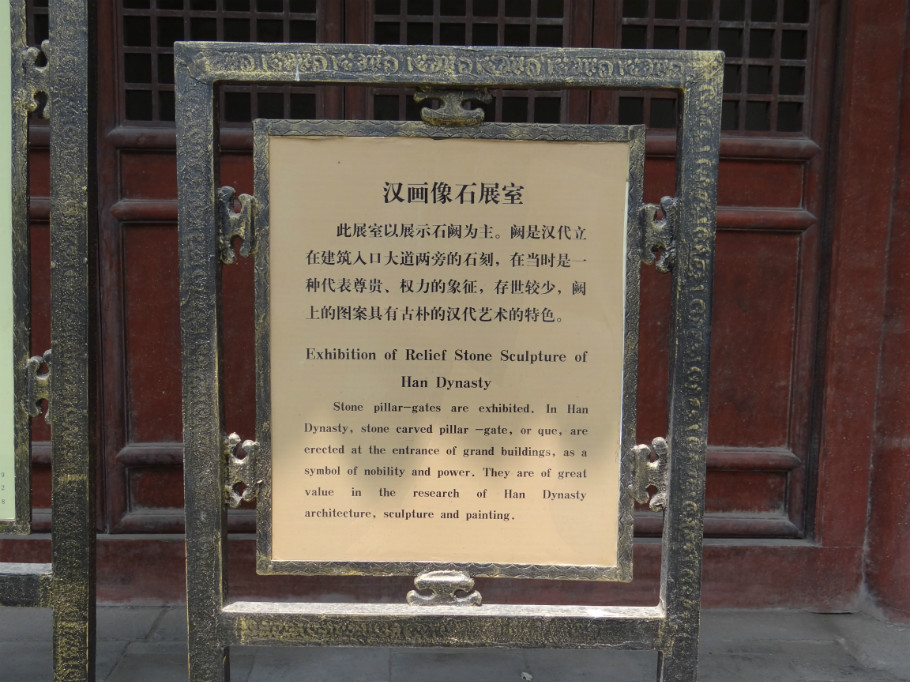 汉画像石展室
此展室以展示石阙为主。阙是汉代立
在建筑入口大道两旁的石刻，在当时是一
种代表尊贵、权力的象征，存世较少，阙
上的图案具有古朴的汉代艺术的特色。
Exhibition of Relief Stone Sculpture of
Han Dynasty
Stone pillar-gates are exhibited. In Han
Dynasty, stone carved pillar -gate, or que, are
erected at the entrance of grand buildings, as a
symbol of nobility and power. They are of great
value in the research of Han Dynasty
architecture, sculpture and painting.